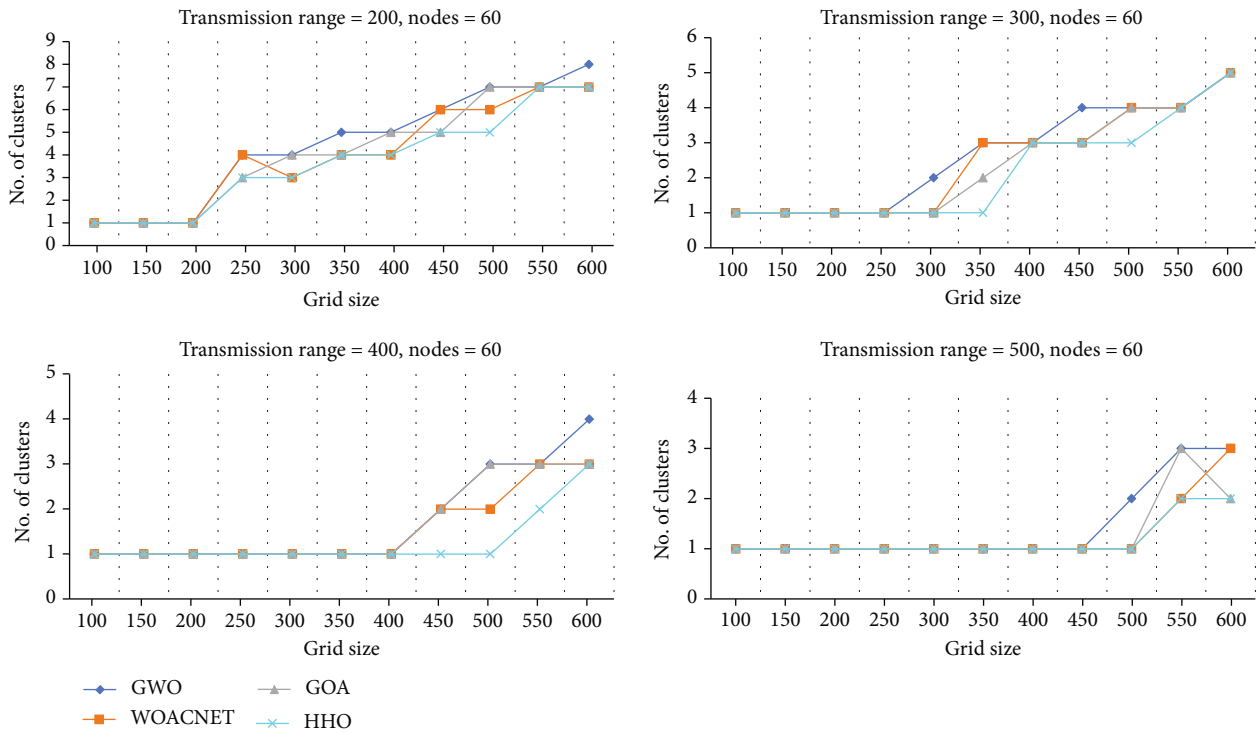 Transmission range = 200, nodes = 60
No. of clusters
9
8
7
6
5
4
3
2
1
0
100 150 200 250 300 350 400 450 500 550 600
Grid size
Transmission range = 300, nodes = 60
No. of clusters
6
5
4
3
2
1
0
100 150 200 250 300 350 400 450 500 550 600
Grid size
Transmission range = 400, nodes = 60
No. of clusters
5
4
3
2
1
0
100 150 200 250 300 350 400 450 500 550 600
Grid size
Transmission range = 500, nodes = 60
No. of clusters
4
3
2
1
0
100 150 200 250 300 350 400 450 500 550 600
Grid size
GWO
GOA
WOACNET
HHO